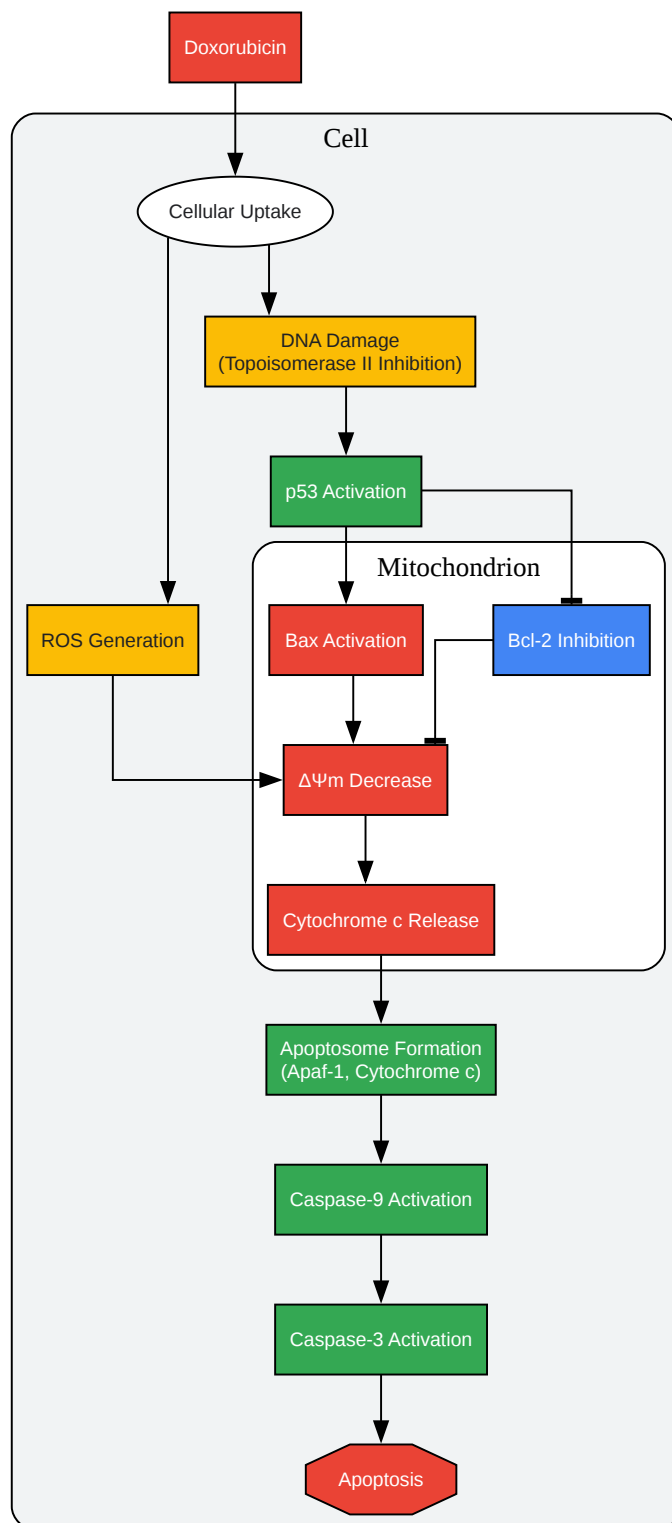 Doxorubicin
Cell
Cellular Uptake
DNA Damage
(Topoisomerase II Inhibition)
p53 Activation
Mitochondrion
ROS Generation
Bax Activation
Bcl-2 Inhibition
ΔΨm Decrease
Cytochrome c Release
Apoptosome Formation
(Apaf-1, Cytochrome c)
Caspase-9 Activation
Caspase-3 Activation
Apoptosis